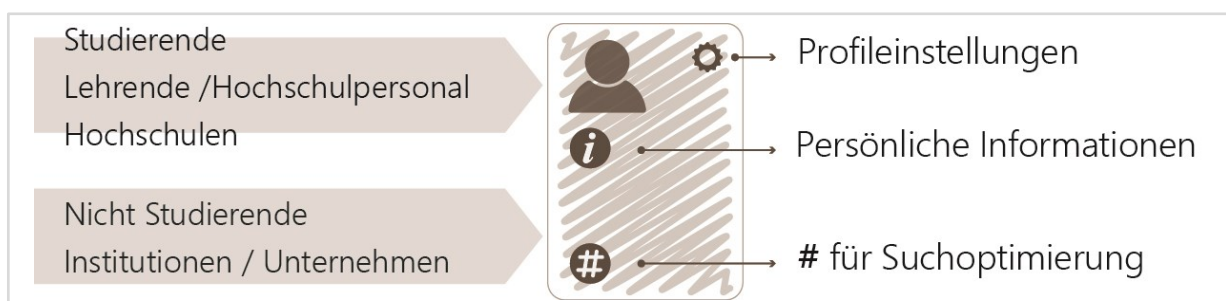 Studierende
Lehrende /Hochschulpersonal
Hochschulen
Nicht Studierende
Institutionen / Unternehmen
i
#
Profileinstellungen
Persönliche Informationen
# für Suchoptimierung